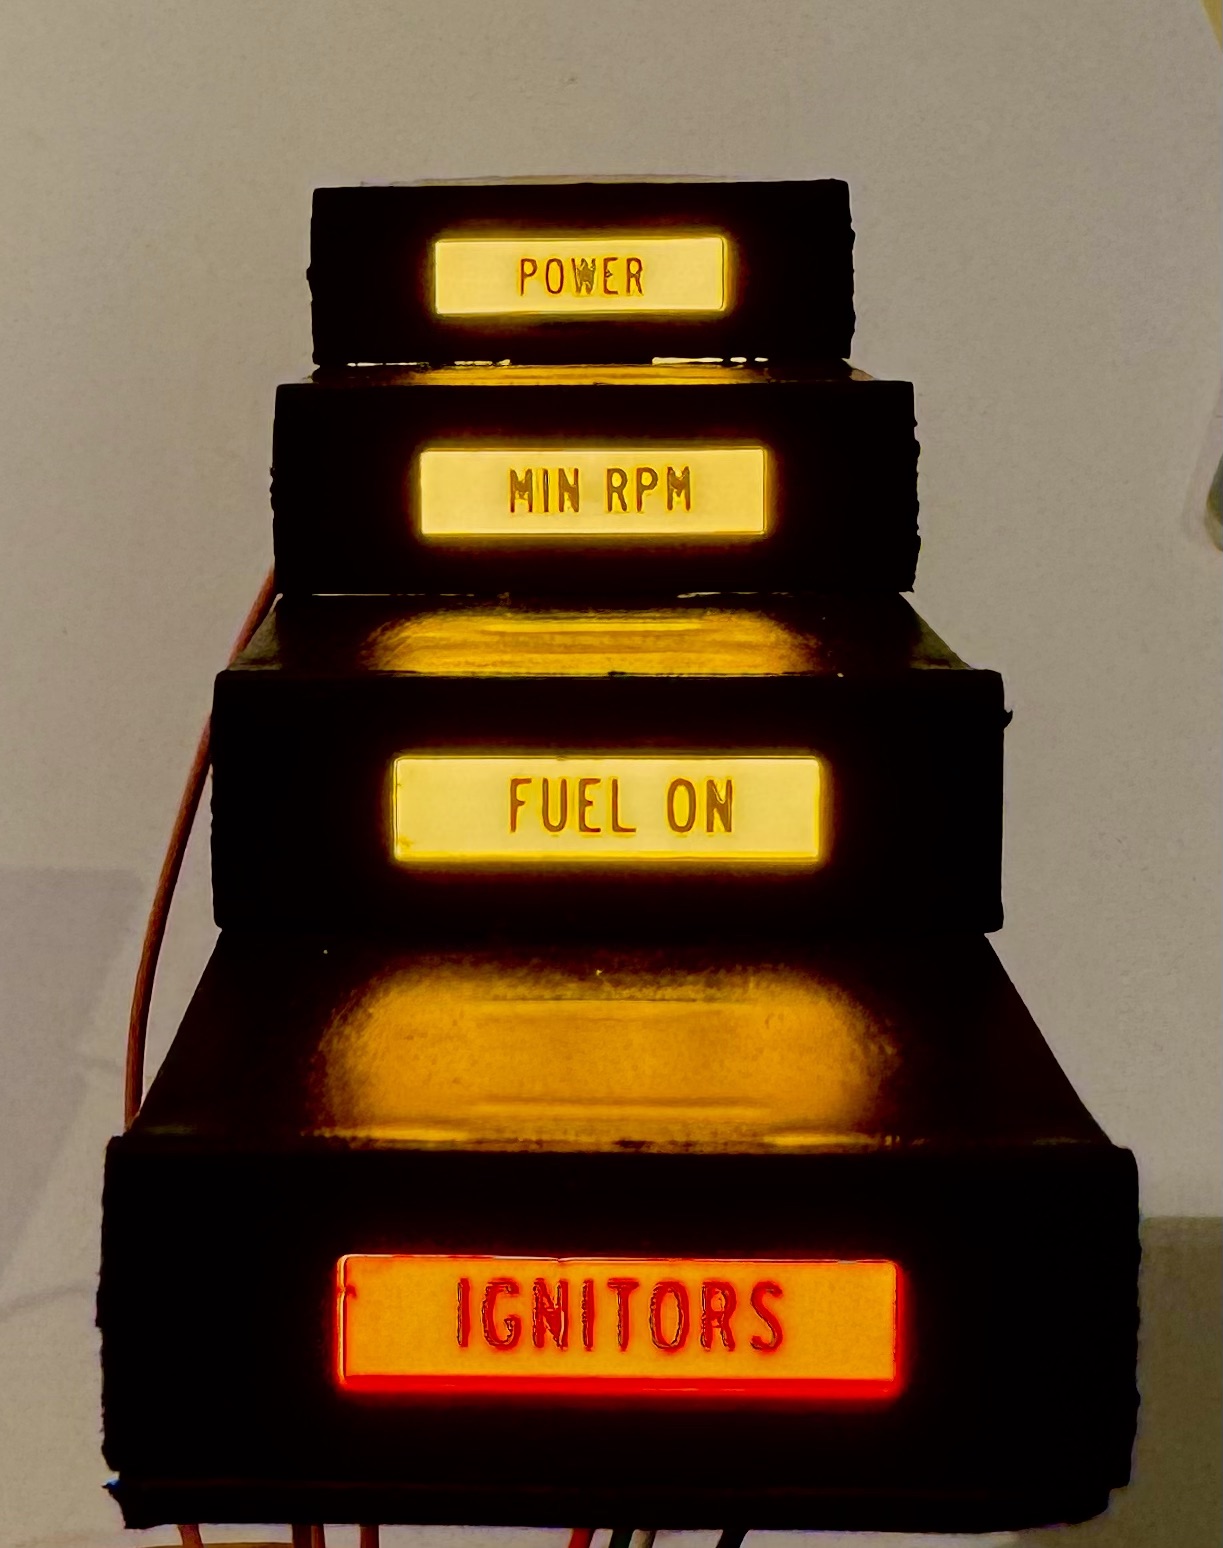 POWER
MIN RPM
FUEL ON
IGNITORS